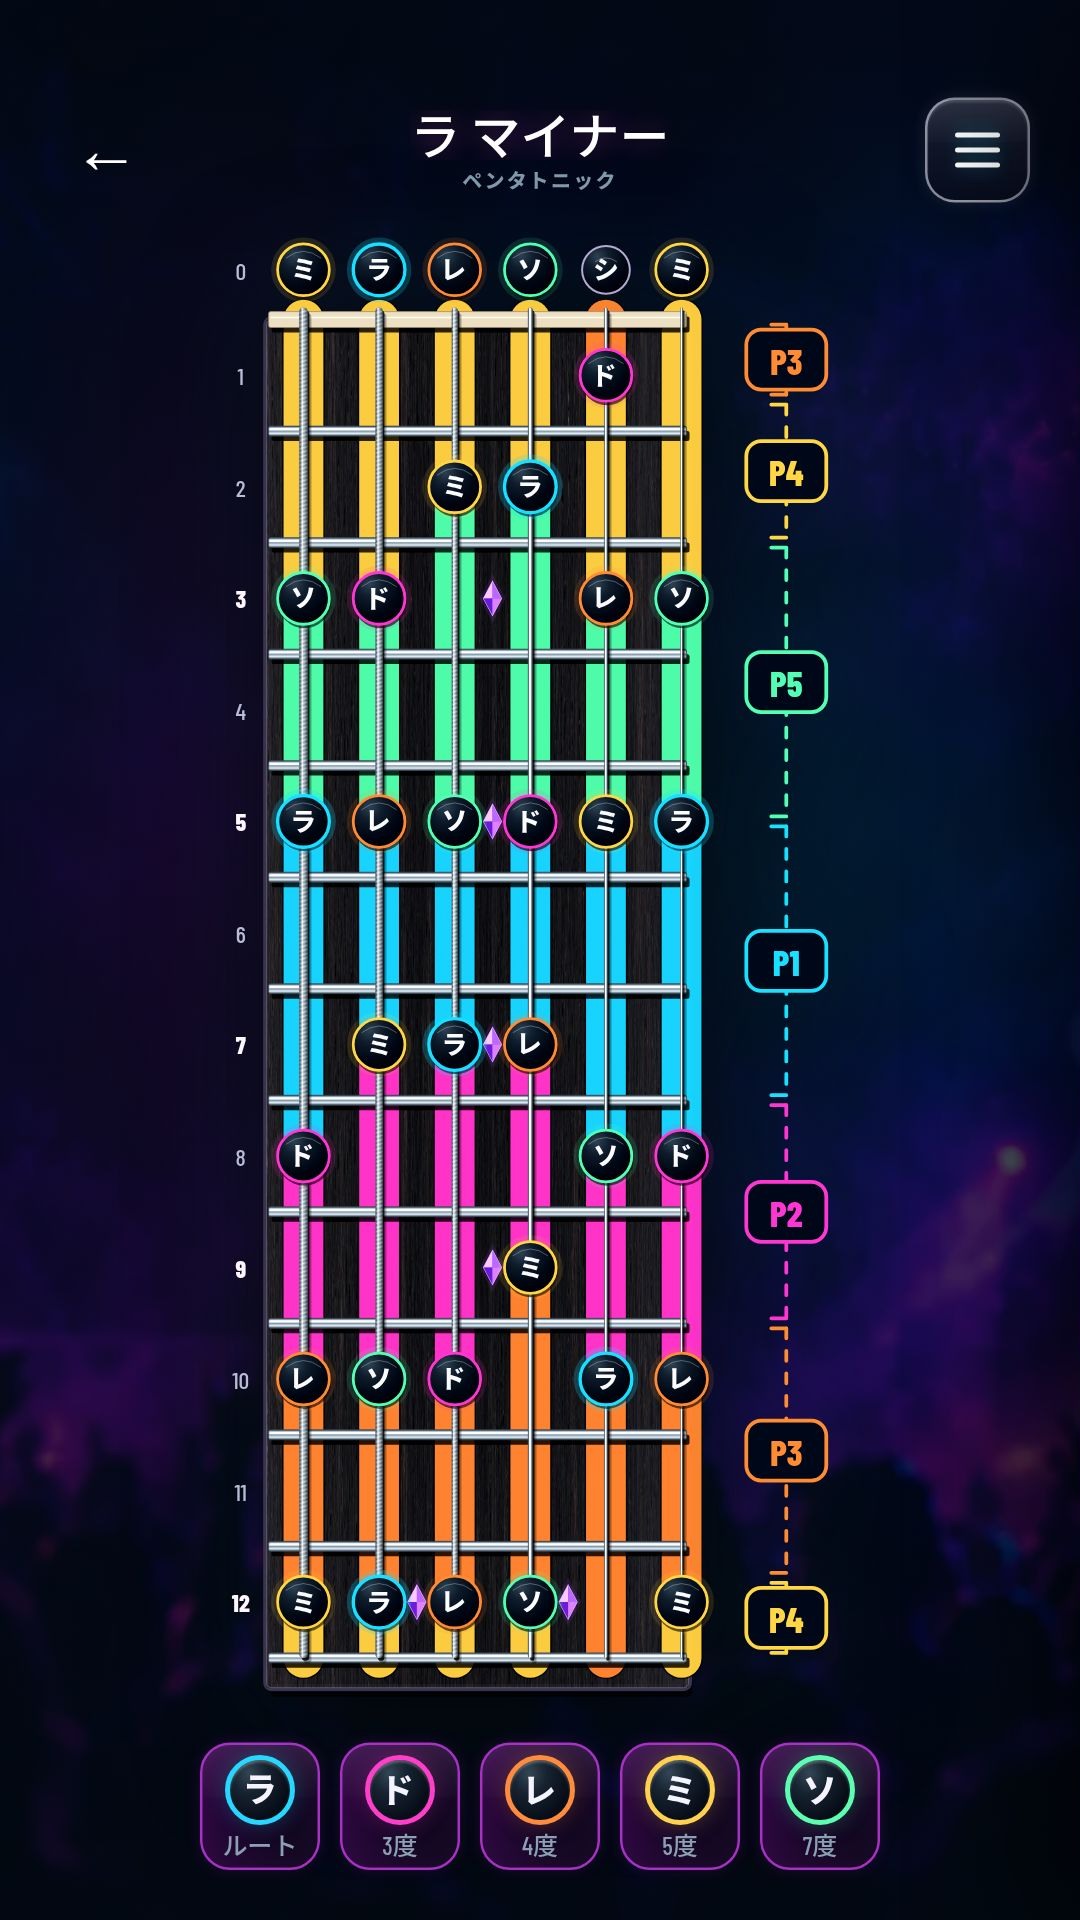 ラ マイナー
←
ペンタトニック
0 ミ ラ レ ソ シ ミ
P3
1 ド
P4
2 ミ ラ
3 ソ ド レ ソ
P5
4
5 ラ レ ソ ド ミ ラ
6
P1
7 ミ ラ レ
8 ド ソ ド
P2
9 ミ
10 レ ソ ド ラ レ
P3
11
12 ミ ラ レ ソ ミ
P4
ラ ド レ ミ ソ
ルート 3度 4度 5度 7度